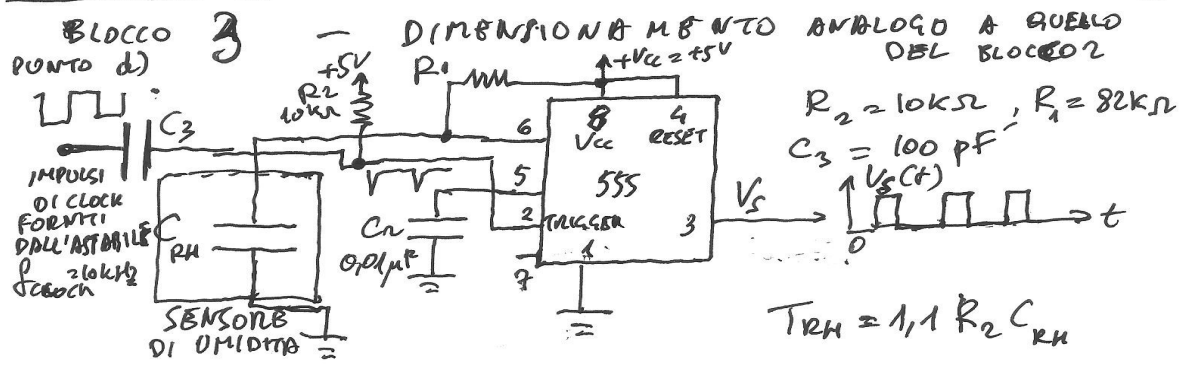 BLOCCO 3 — DIMENSIONAMENTO ANALOGO A QUELLO
DEL BLOCCO 2
PUNTO d)
+5V
R2
10KΩ
R1
+Vcc = +5V
C3
6
8
Vcc
4
RESET
5
555
2
TRIGGER
1
3
7
Vs
IMPULSI
DI CLOCK
FORNITI
DALL'ASTABILE
fCLOCK = 10KHz
CRH
0,01µF
SENSORE
DI UMIDITA
R2 = 10KΩ, R1 = 82KΩ
C3 = 100 pF
Vs(t)
0
t
TRH = 1,1 R2 CRH